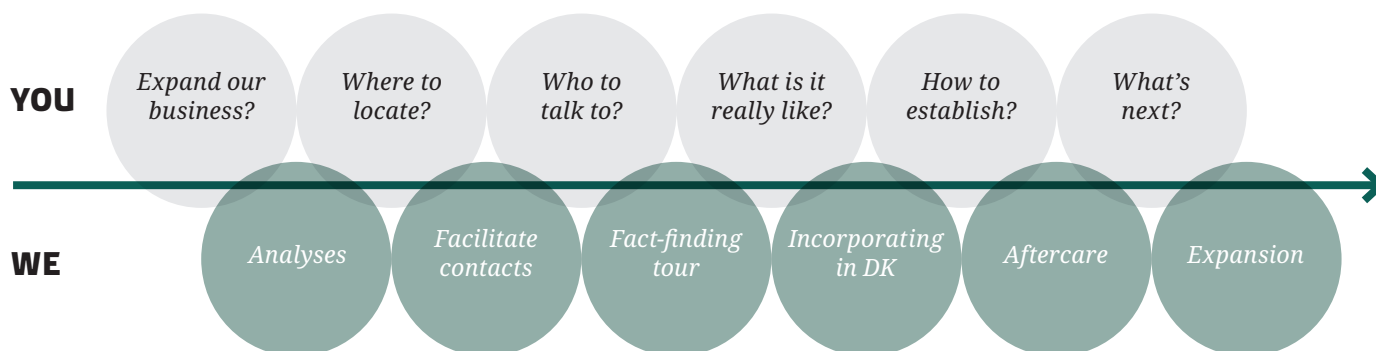 YOU
Expand our
business?
Where to
locate?
Who to
talk to?
What is it
really like?
How to
establish?
What's
next?
WE
Analyses
Facilitate
contacts
Fact-finding
tour
Incorporating
in DK
Aftercare
Expansion